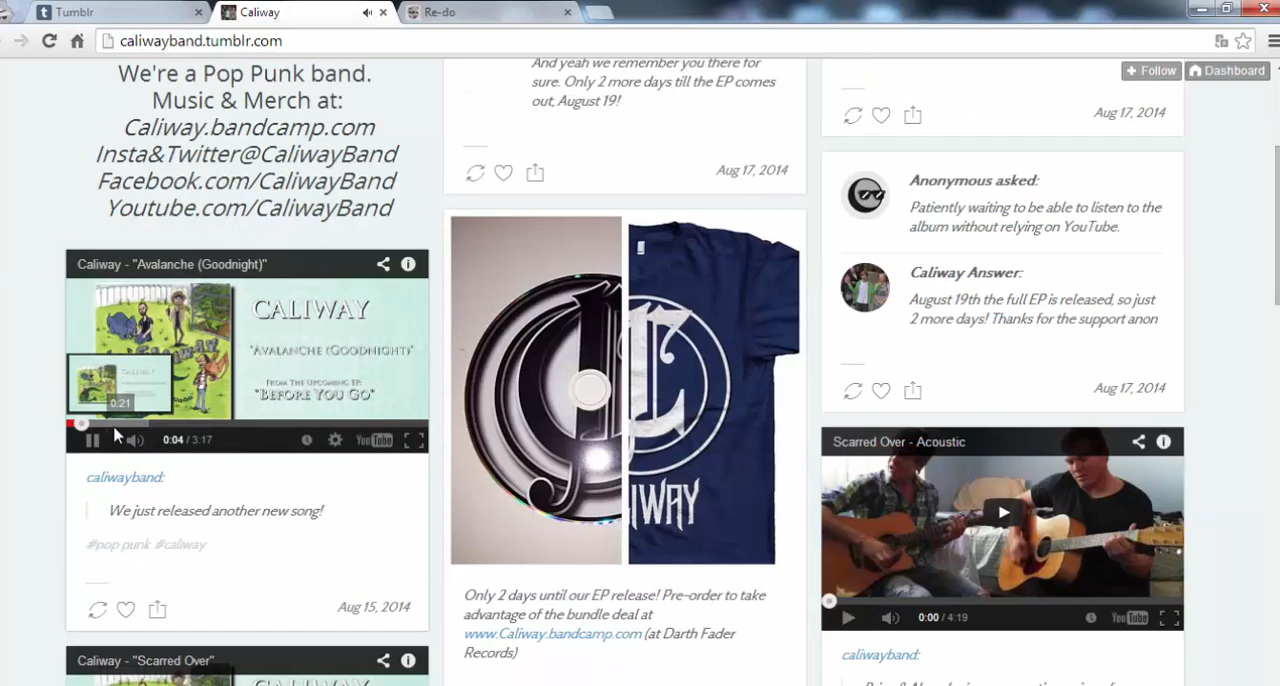 Tumblr
Caliway
Re-do
caliwayband.tumblr.com
Follow
Dashboard
We're a Pop Punk band.
Music & Merch at:
Caliway.bandcamp.com
Insta&Twitter@CaliwayBand
Facebook.com/CaliwayBand
Youtube.com/CaliwayBand
Caliway - "Avalanche (Goodnight)"
CALIWAY
"AVALANCHE (GOODNIGHT)"
FROM THE UPCOMING EP:
"BEFORE YOU GO"
0:21
0:04 / 3:17
YouTube
caliwayband:
We just released another new song!
#pop punk #caliway
Aug 15, 2014
Caliway - "Scarred Over"
And yeah we remember you there for
sure. Only 2 more days till the EP comes
out, August 19!
Aug 17, 2014
Only 2 days until our EP release! Pre-order to take
advantage of the bundle deal at
www.Caliway.bandcamp.com (at Darth Fader
Records)
Aug 17, 2014
Anonymous asked:
Patiently waiting to be able to listen to the
album without relying on YouTube.
Caliway Answer:
August 19th the full EP is released, so just
2 more days! Thanks for the support anon
Aug 17, 2014
Scarred Over - Acoustic
0:00 / 4:19
YouTube
caliwayband: